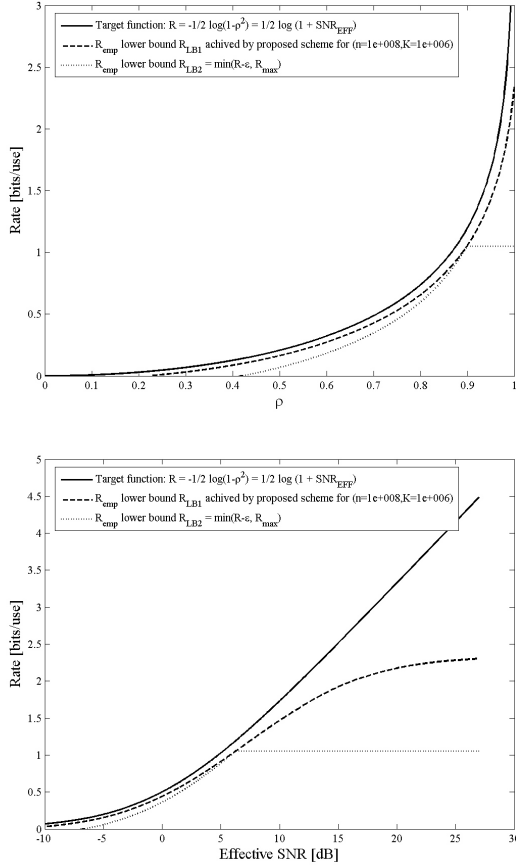 Target function: R = -1/2 log(1-ρ²) = 1/2 log (1 + SNR_EFF)
R_emp lower bound R_LB1 achived by proposed scheme for (n=1e+008,K=1e+006)
R_emp lower bound R_LB2 = min(R-ε, R_max)
3
2.5
2
1.5
1
0.5
0
Rate [bits/use]
0 0.1 0.2 0.3 0.4 0.5 0.6 0.7 0.8 0.9 1
ρ
Target function: R = -1/2 log(1-ρ²) = 1/2 log (1 + SNR_EFF)
R_emp lower bound R_LB1 achived by proposed scheme for (n=1e+008,K=1e+006)
R_emp lower bound R_LB2 = min(R-ε, R_max)
5
4.5
4
3.5
3
2.5
2
1.5
1
0.5
0
Rate [bits/use]
-10 -5 0 5 10 15 20 25 30
Effective SNR [dB]